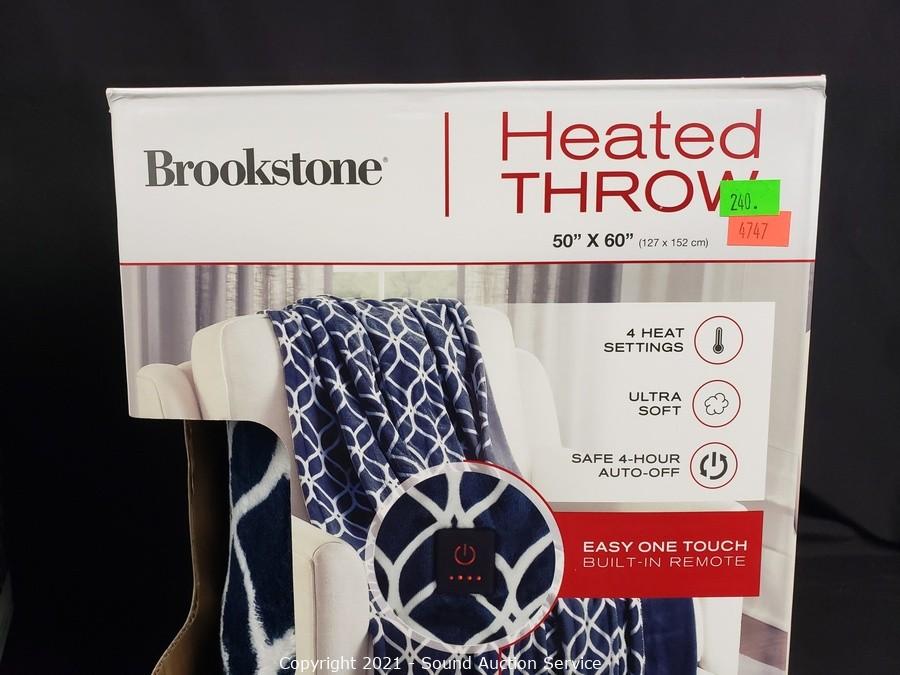 Brookstone®
Heated
THROW
240.
4747
50” X 60” (127 x 152 cm)
4 HEAT
SETTINGS
ULTRA
SOFT
SAFE 4-HOUR
AUTO-OFF
EASY ONE TOUCH
BUILT-IN REMOTE
Copyright 2021 - Sound Auction Service